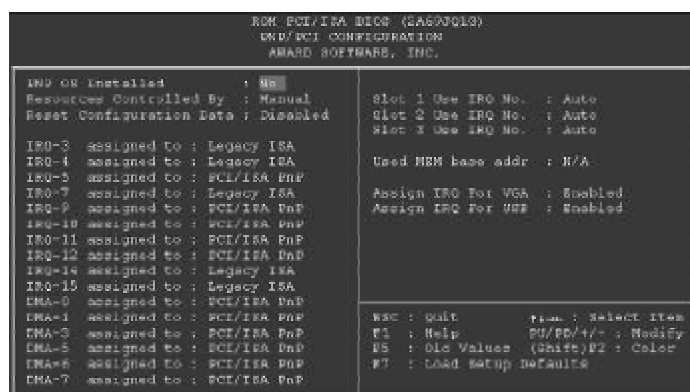 ROM PCI/ISA BIOS
PNP/PCI CONFIGURATION
AWARD SOFTWARE, INC.
PNP OS Installed : No
Resources Controlled By : Manual
Reset Configuration Data : Disabled
IRQ-3 assigned to : Legacy ISA
IRQ-4 assigned to : Legacy ISA
IRQ-5 assigned to : PCI/ISA PnP
IRQ-7 assigned to : Legacy ISA
IRQ-9 assigned to : PCI/ISA PnP
IRQ-10 assigned to : PCI/ISA PnP
IRQ-11 assigned to : PCI/ISA PnP
IRQ-12 assigned to : PCI/ISA PnP
IRQ-14 assigned to : Legacy ISA
IRQ-15 assigned to : Legacy ISA
DMA-0 assigned to : PCI/ISA PnP
DMA-1 assigned to : PCI/ISA PnP
DMA-3 assigned to : PCI/ISA PnP
DMA-5 assigned to : PCI/ISA PnP
DMA-6 assigned to : PCI/ISA PnP
DMA-7 assigned to : PCI/ISA PnP
Slot 1 Use IRQ No. : Auto
Slot 2 Use IRQ No. : Auto
Slot 3 Use IRQ No. : Auto
Used MEM base addr : N/A
Assign IRQ For VGA : Enabled
Assign IRQ For USB : Enabled
ESC : Quit : Select Item
F1 : Help PU/PD/+/- : Modify
F5 : Old Values (Shift)F2 : Color
F7 : Load Setup Defaults